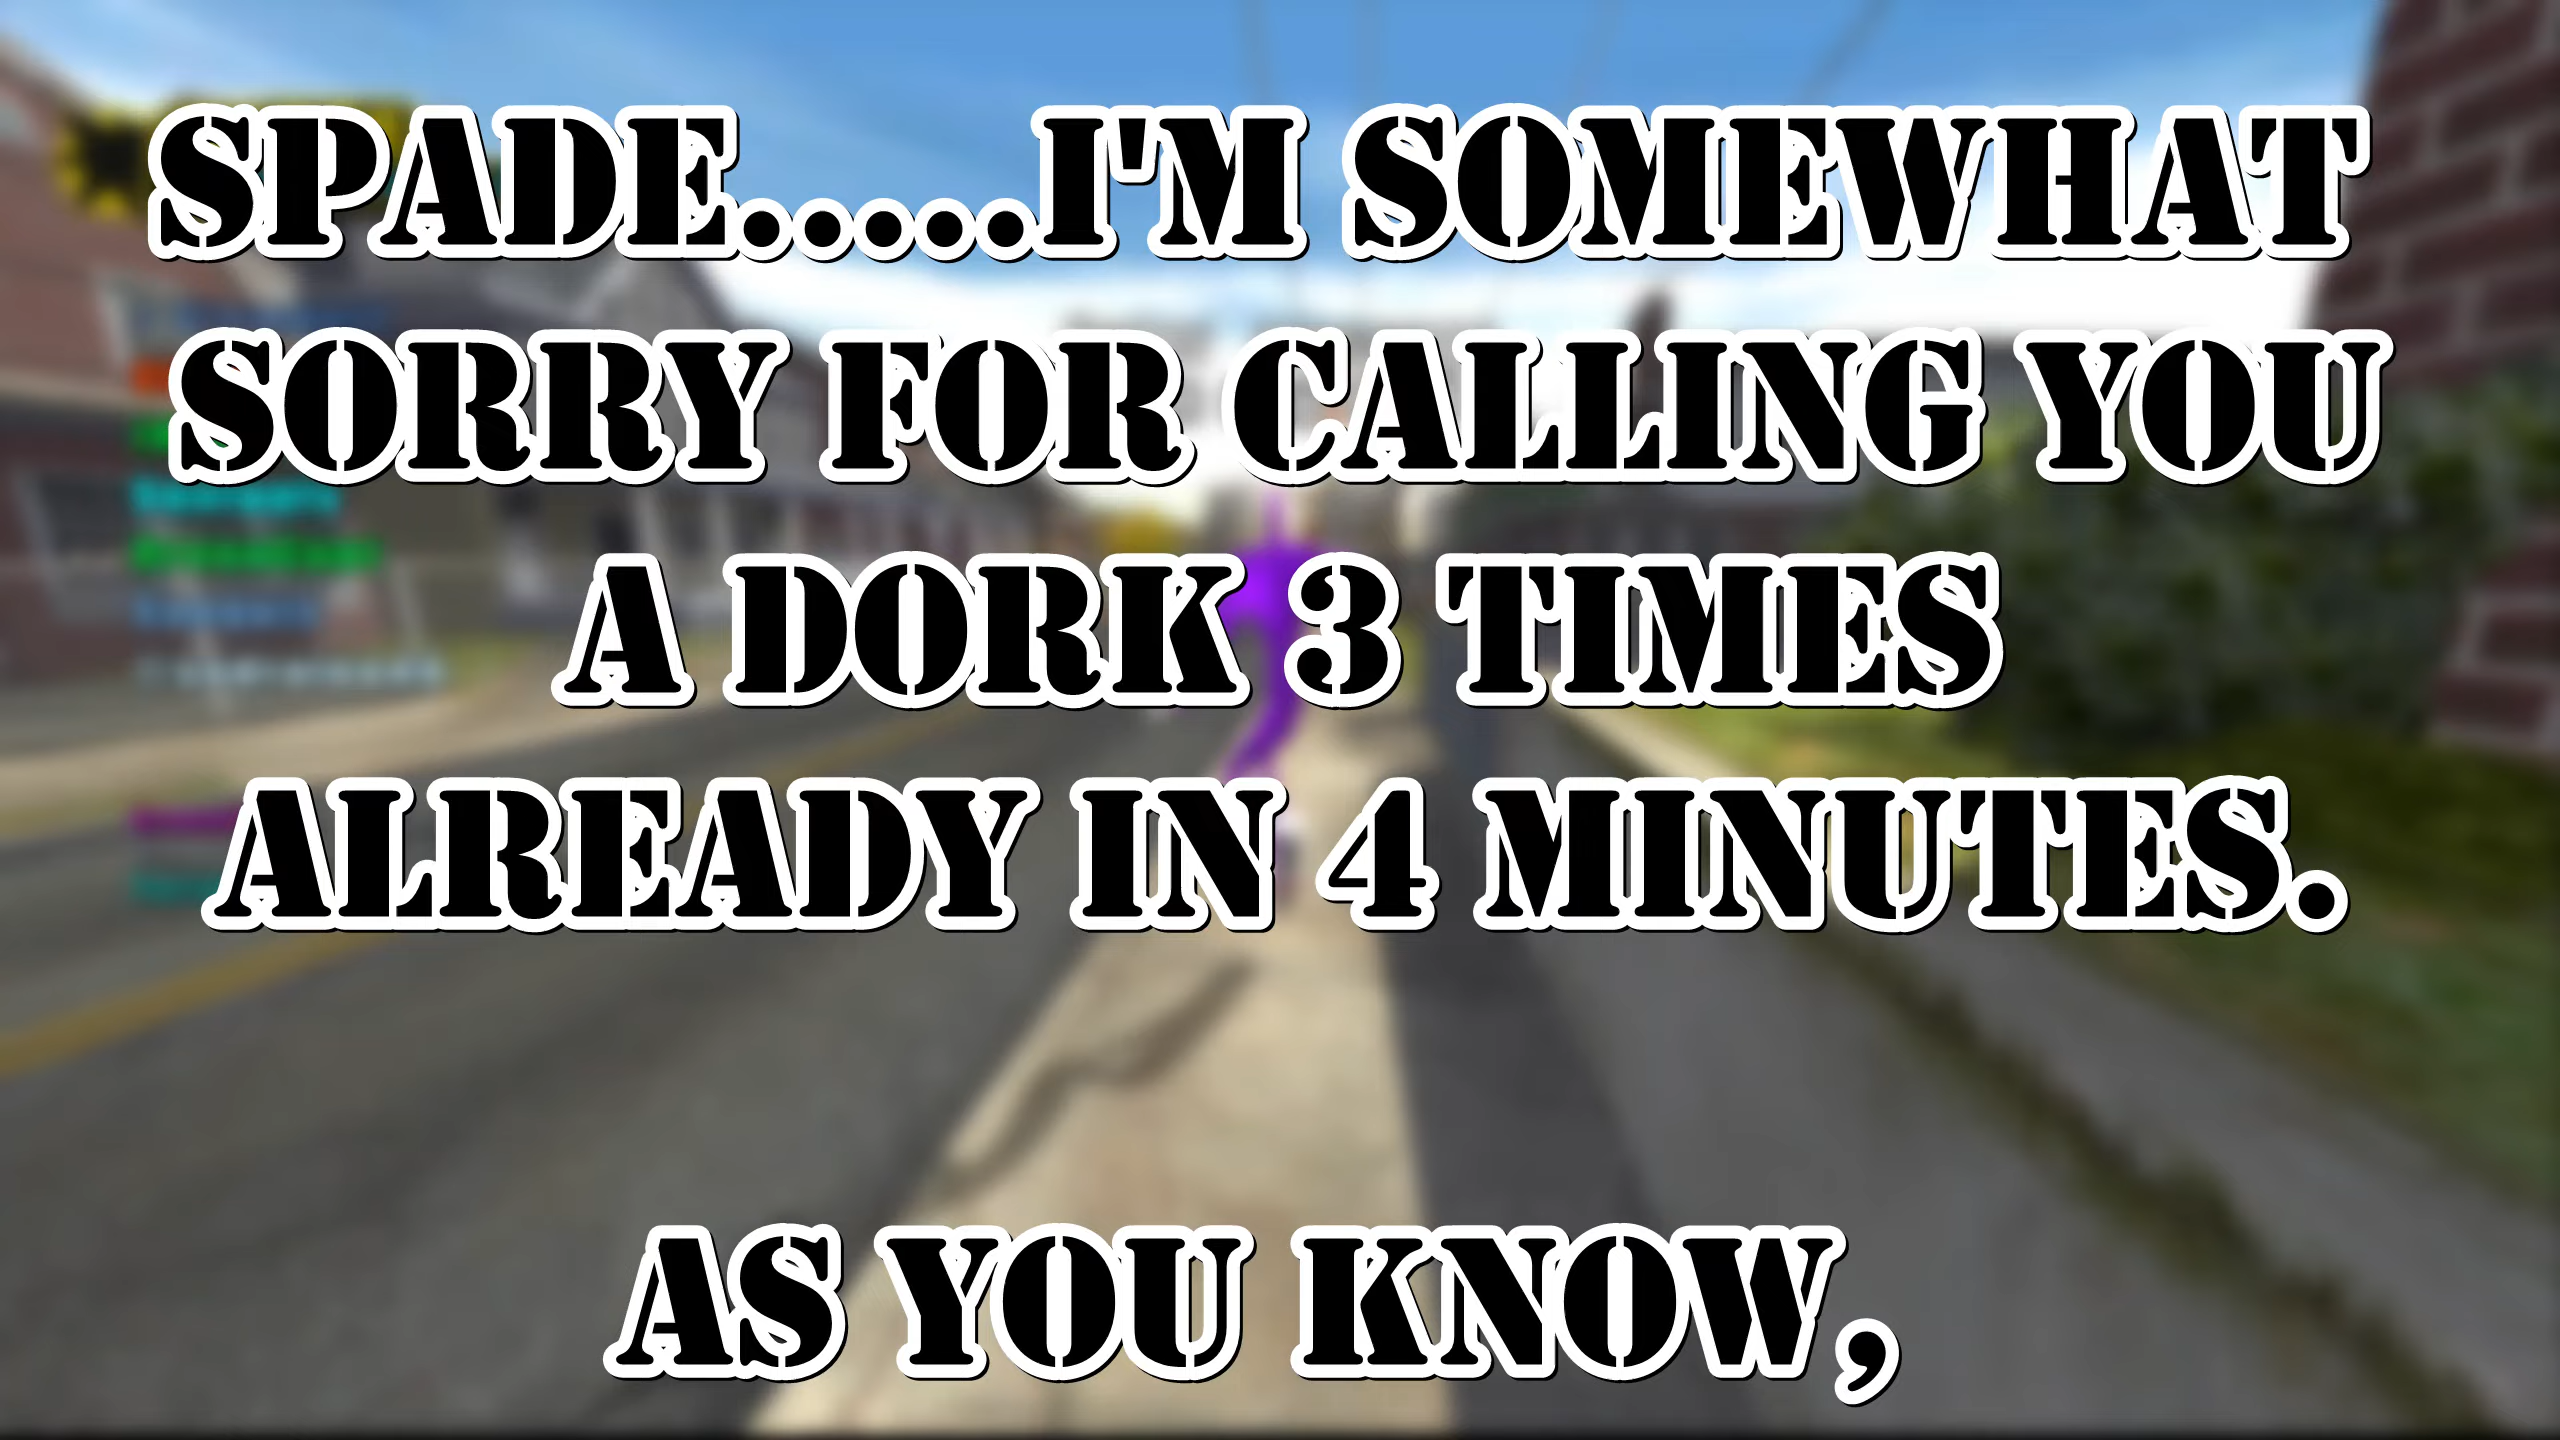 SPADE.....I'M SOMEWHAT
SORRY FOR CALLING YOU
A DORK 3 TIMES
ALREADY IN 4 MINUTES.
AS YOU KNOW,